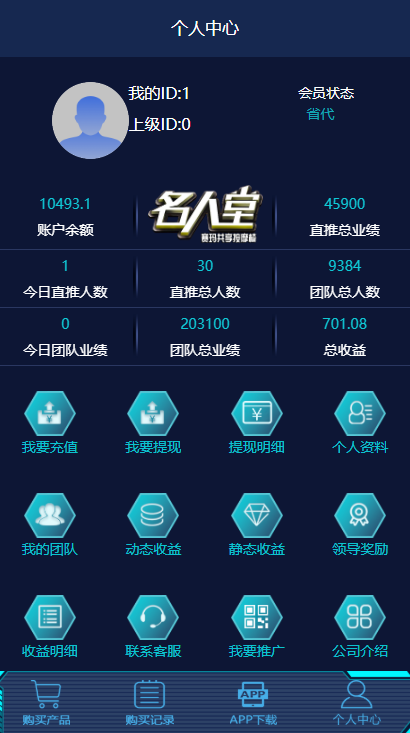 个人中心
我的ID:1
会员状态
上级ID:0
省代
10493.1
名人堂
45900
账户余额
赛玛共享按摩椅
直推总业绩
1
30
9384
今日直推人数
直推总人数
团队总人数
0
203100
701.08
今日团队业绩
团队总业绩
总收益
我要充值
我要提现
提现明细
个人资料
我的团队
动态收益
静态收益
领导奖励
收益明细
联系客服
我要推广
公司介绍
APP
购买产品
购买记录
APP下载
个人中心